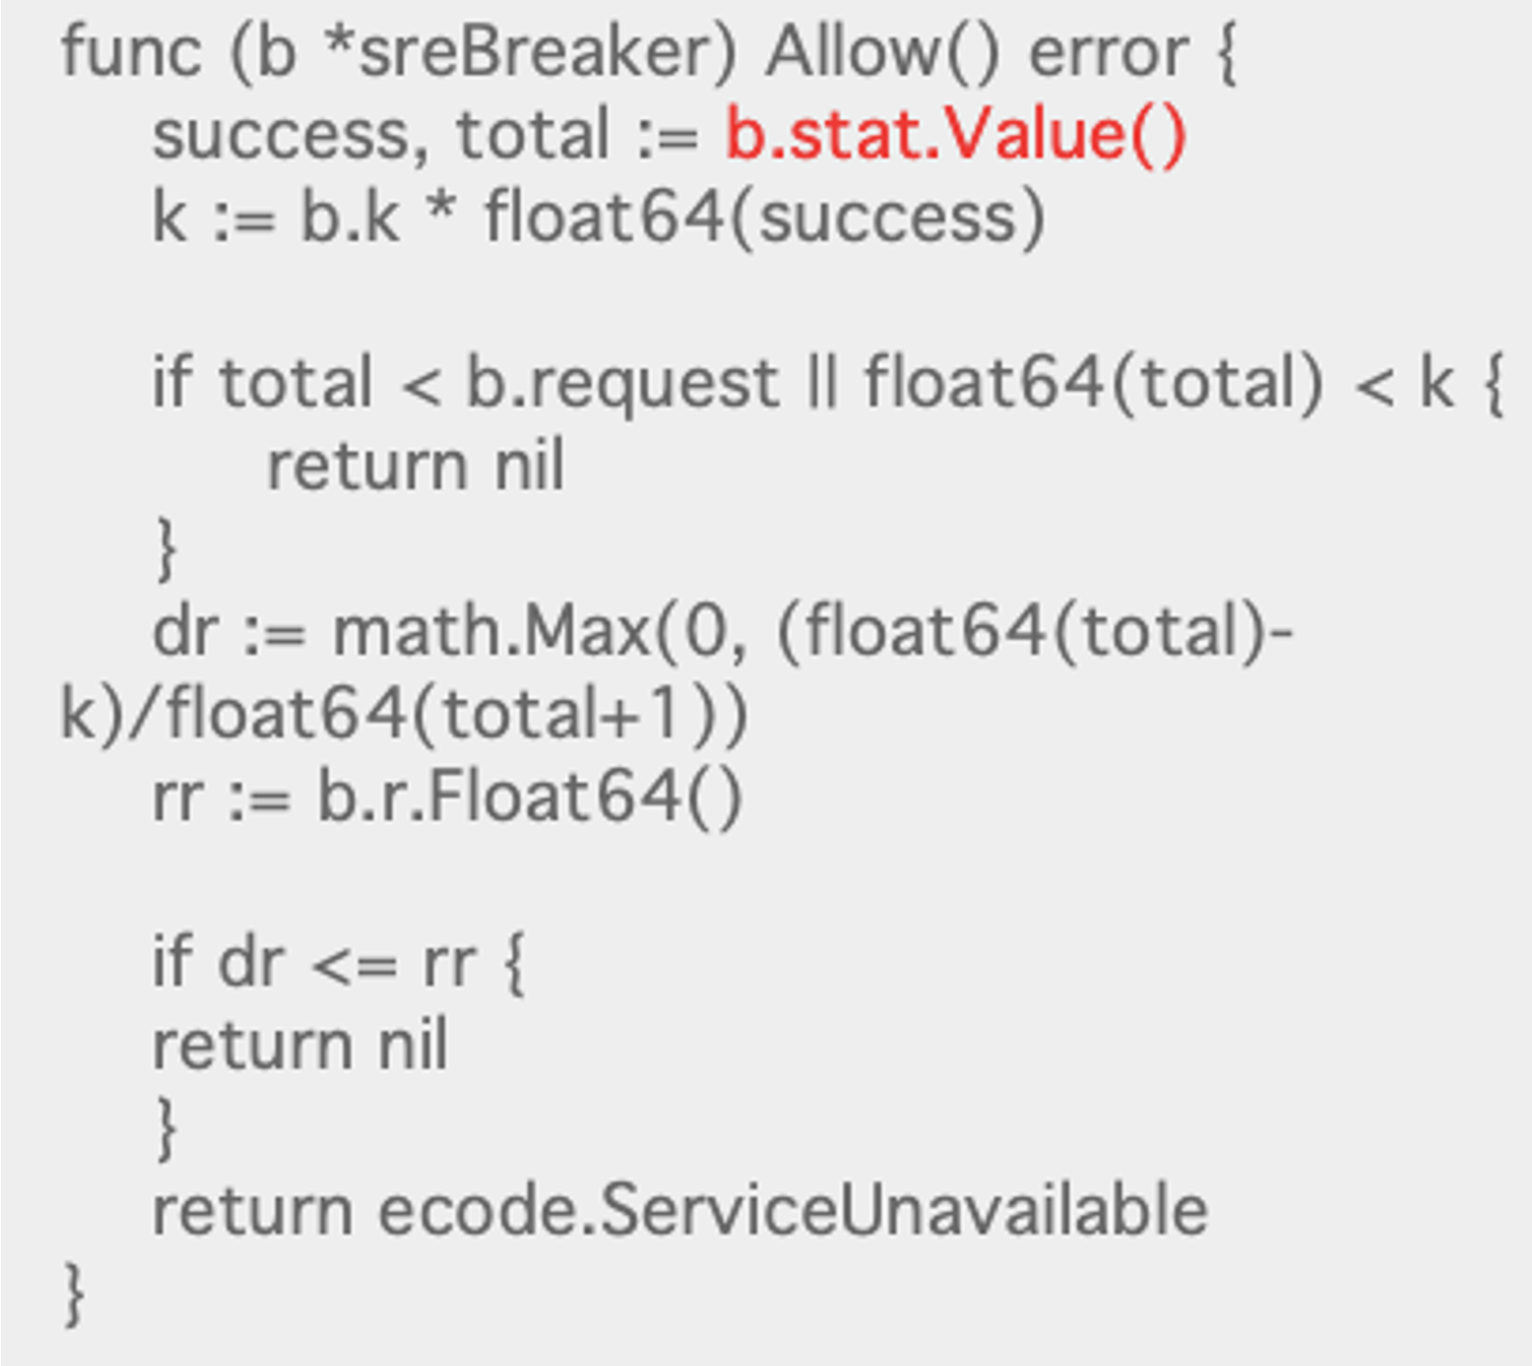 func (b *sreBreaker) Allow() error {
success, total := b.stat.Value()
k := b.k * float64(success)
if total < b.request || float64(total) < k {
return nil
}
dr := math.Max(0, (float64(total)-
k)/float64(total+1))
rr := b.r.Float64()
if dr <= rr {
return nil
}
return ecode.ServiceUnavailable
}